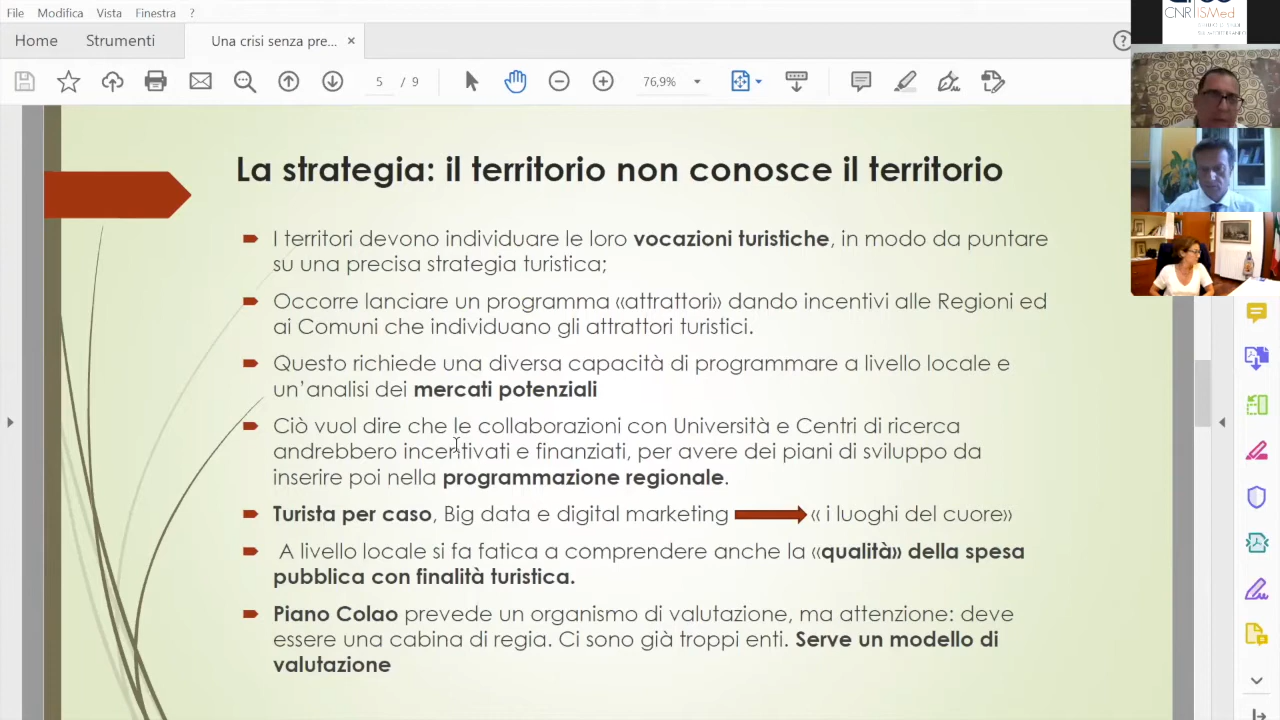 File Modifica Vista Finestra ?
Home Strumenti Una crisi senza pre... ×
5 / 9 76,9%
CNR ISMed
La strategia: il territorio non conosce il territorio
I territori devono individuare le loro vocazioni turistiche, in modo da puntare
su una precisa strategia turistica;
Occorre lanciare un programma «attrattori» dando incentivi alle Regioni ed
ai Comuni che individuano gli attrattori turistici.
Questo richiede una diversa capacità di programmare a livello locale e
un'analisi dei mercati potenziali
Ciò vuol dire che le collaborazioni con Università e Centri di ricerca
andrebbero incentivati e finanziati, per avere dei piani di sviluppo da
inserire poi nella programmazione regionale.
Turista per caso, Big data e digital marketing « i luoghi del cuore»
A livello locale si fa fatica a comprendere anche la «qualità» della spesa
pubblica con finalità turistica.
Piano Colao prevede un organismo di valutazione, ma attenzione: deve
essere una cabina di regia. Ci sono già troppi enti. Serve un modello di
valutazione